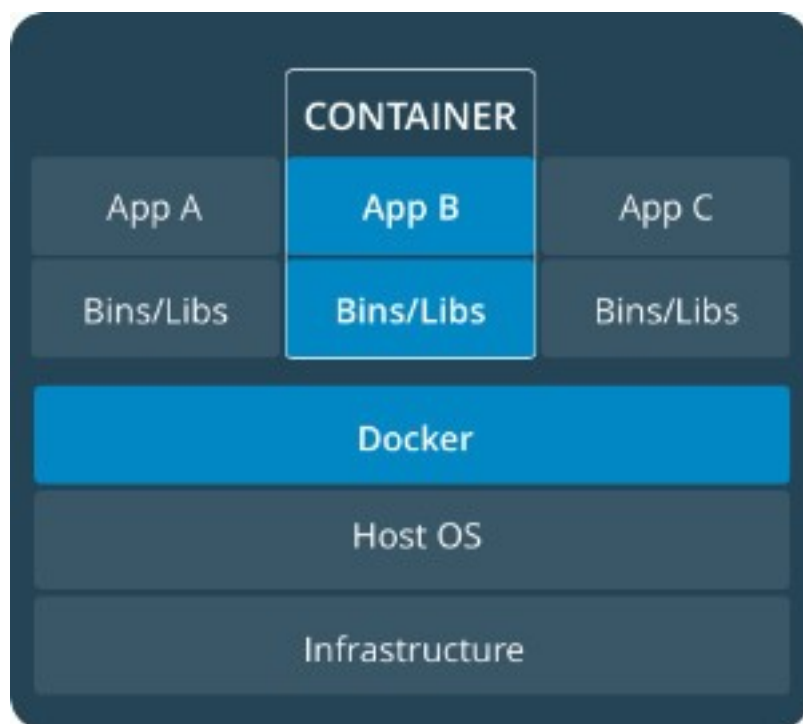 CONTAINER
App A App B App C
Bins/Libs Bins/Libs Bins/Libs
Docker
Host OS
Infrastructure